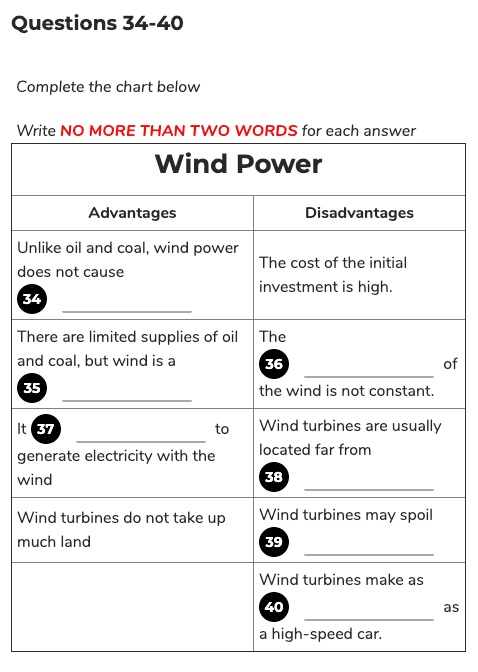 Questions 34-40
Complete the chart below
Write NO MORE THAN TWO WORDS for each answer
Wind Power
Advantages
Disadvantages
Unlike oil and coal, wind power
does not cause
34 ______________
The cost of the initial
investment is high.
There are limited supplies of oil
and coal, but wind is a
35 ______________
The
36 ______________ of
the wind is not constant.
It 37 ______________ to
generate electricity with the
wind
Wind turbines are usually
located far from
38 ______________
Wind turbines do not take up
much land
Wind turbines may spoil
39 ______________
Wind turbines make as
40 ______________ as
a high-speed car.